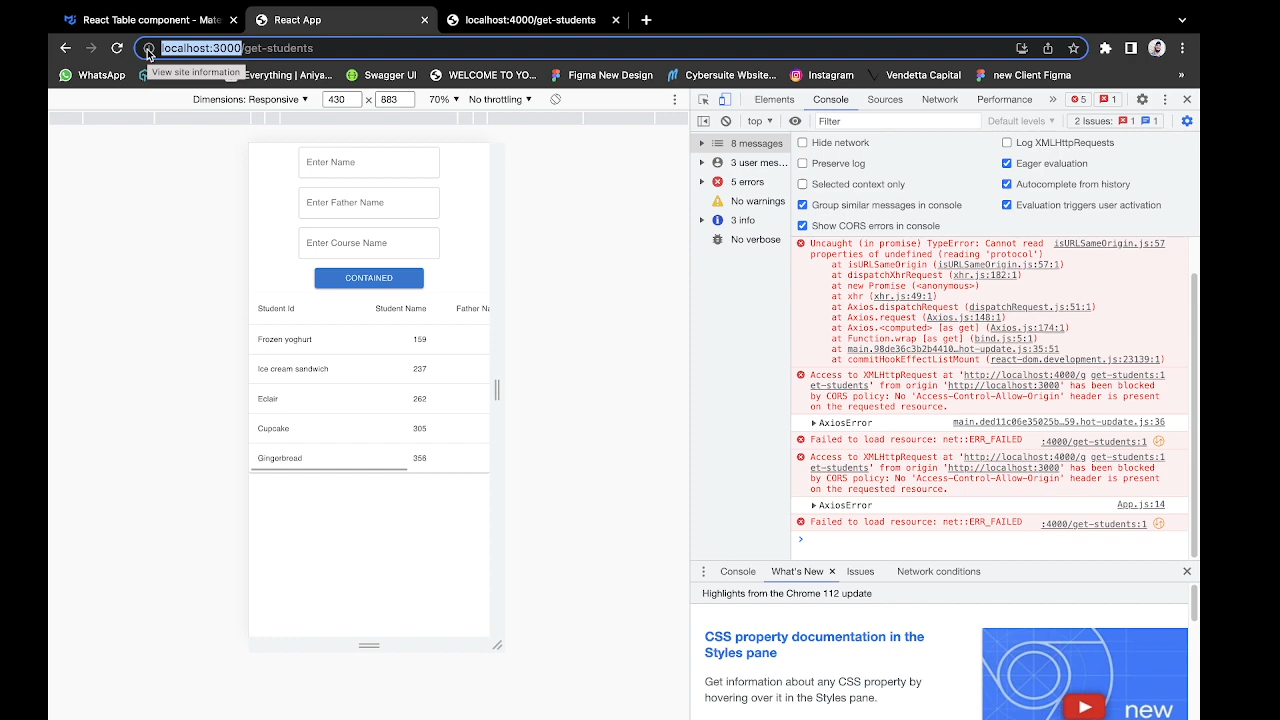 React Table component - Mate
React App
localhost:4000/get-students
localhost:3000/get-students
View site information
WhatsApp
Everything | Aniya...
Swagger UI
WELCOME TO YO...
Figma New Design
Cybersuite Wbsit...
Instagram
Vendetta Capital
new Client Figma
»
Dimensions: Responsive
430 × 883
70%
No throttling
Enter Name
Enter Father Name
Enter Course Name
CONTAINED
Student Id Student Name Father Na
Frozen yoghurt 159
Ice cream sandwich 237
Eclair 262
Cupcake 305
Gingerbread 356
Elements Console Sources Network Performance » 5 1
top Filter Default levels 2 Issues: 1 1
8 messages
3 user mes...
5 errors
No warnings
3 info
No verbose
Hide network
Log XMLHttpRequests
Preserve log
Eager evaluation
Selected context only
Autocomplete from history
Group similar messages in console
Evaluation triggers user activation
Show CORS errors in console
Uncaught (in promise) TypeError: Cannot read isURLSameOrigin.js:57
properties of undefined (reading 'protocol')
at isURLSameOrigin (isURLSameOrigin.js:57:1)
at dispatchXhrRequest (xhr.js:182:1)
at new Promise (<anonymous>)
at xhr (xhr.js:49:1)
at Axios.dispatchRequest (dispatchRequest.js:51:1)
at Axios.request (Axios.js:148:1)
at Axios.<computed> [as get] (Axios.js:174:1)
at Function.wrap [as get] (bind.js:5:1)
at main.98de36c3b2b4410…hot-update.js:35:51
at commitHookEffectListMount (react-dom.development.js:23139:1)
Access to XMLHttpRequest at 'http://localhost:4000/g get-students:1
et-students' from origin 'http://localhost:3000' has been blocked
by CORS policy: No 'Access-Control-Allow-Origin' header is present
on the requested resource.
AxiosError main.ded11c06e35025b…59.hot-update.js:36
Failed to load resource: net::ERR_FAILED :4000/get-students:1
Access to XMLHttpRequest at 'http://localhost:4000/g get-students:1
et-students' from origin 'http://localhost:3000' has been blocked
by CORS policy: No 'Access-Control-Allow-Origin' header is present
on the requested resource.
AxiosError App.js:14
Failed to load resource: net::ERR_FAILED :4000/get-students:1
Console What's New Issues Network conditions
Highlights from the Chrome 112 update
CSS property documentation in the
Styles pane
Get information about any CSS property by
hovering over it in the Styles pane.
new